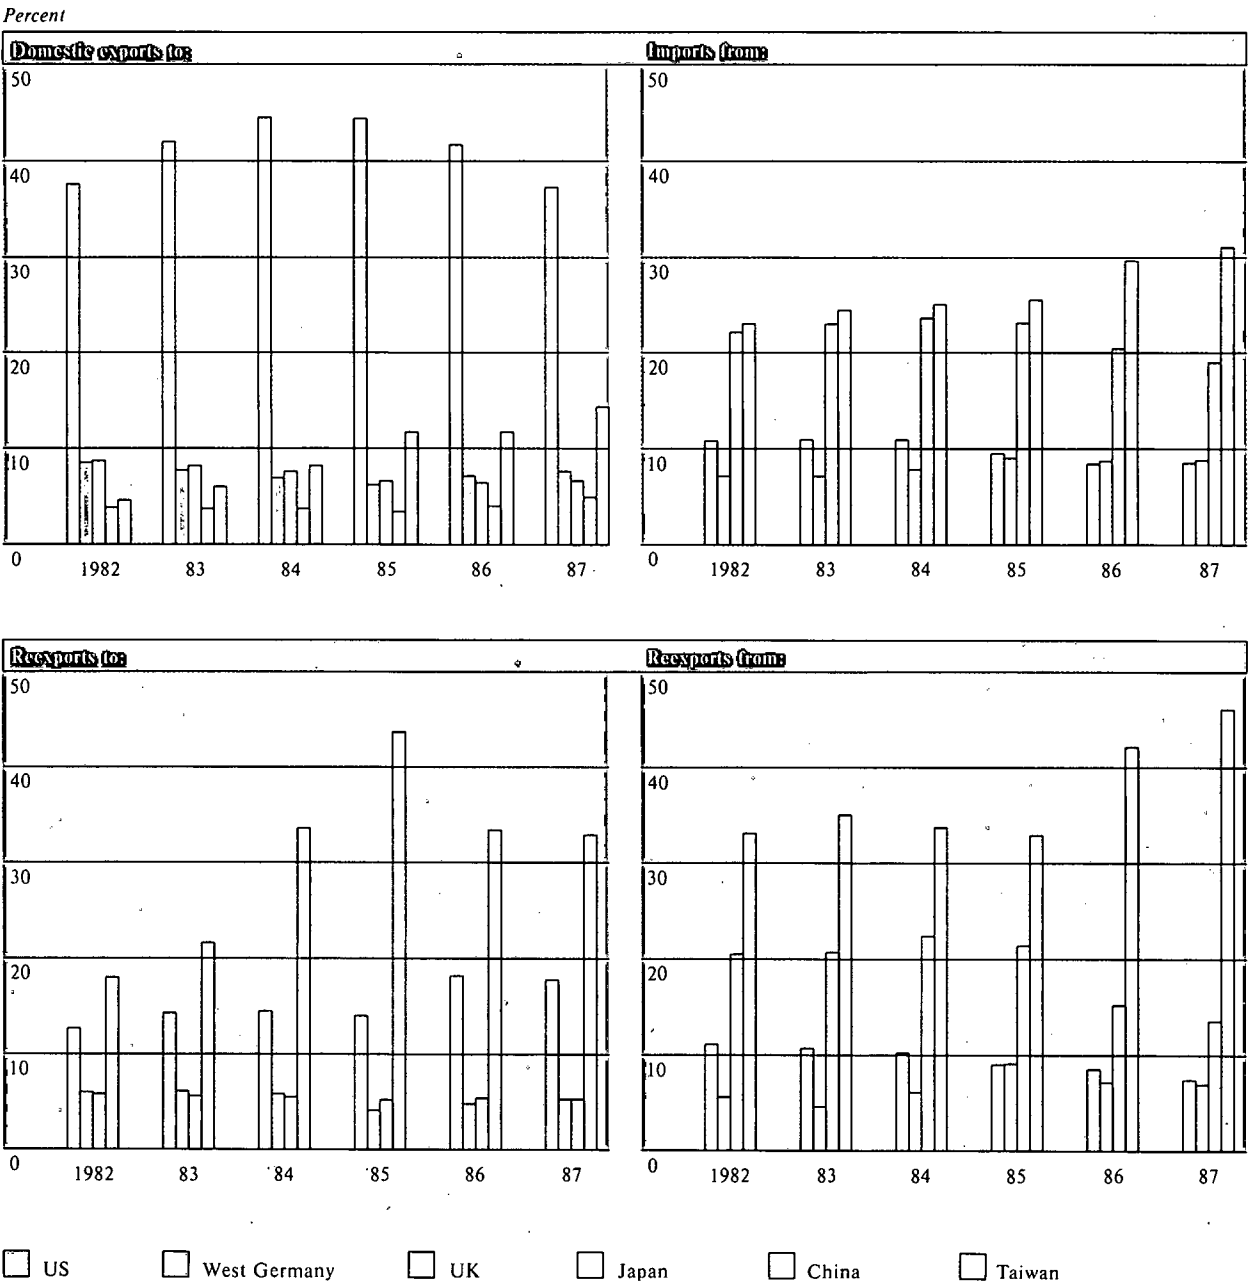 Percent
Domestic exports to:
Imports from:
50
40
30
20
10
0
1982 83 84 85 86 87
50
40
30
20
10
0
1982 83 84 85 86 87
Reexports to:
Reexports from:
50
40
30
20
10
0
1982 83 84 85 86 87
50
40
30
20
10
0
1982 83 84 85 86 87
US West Germany UK Japan China Taiwan